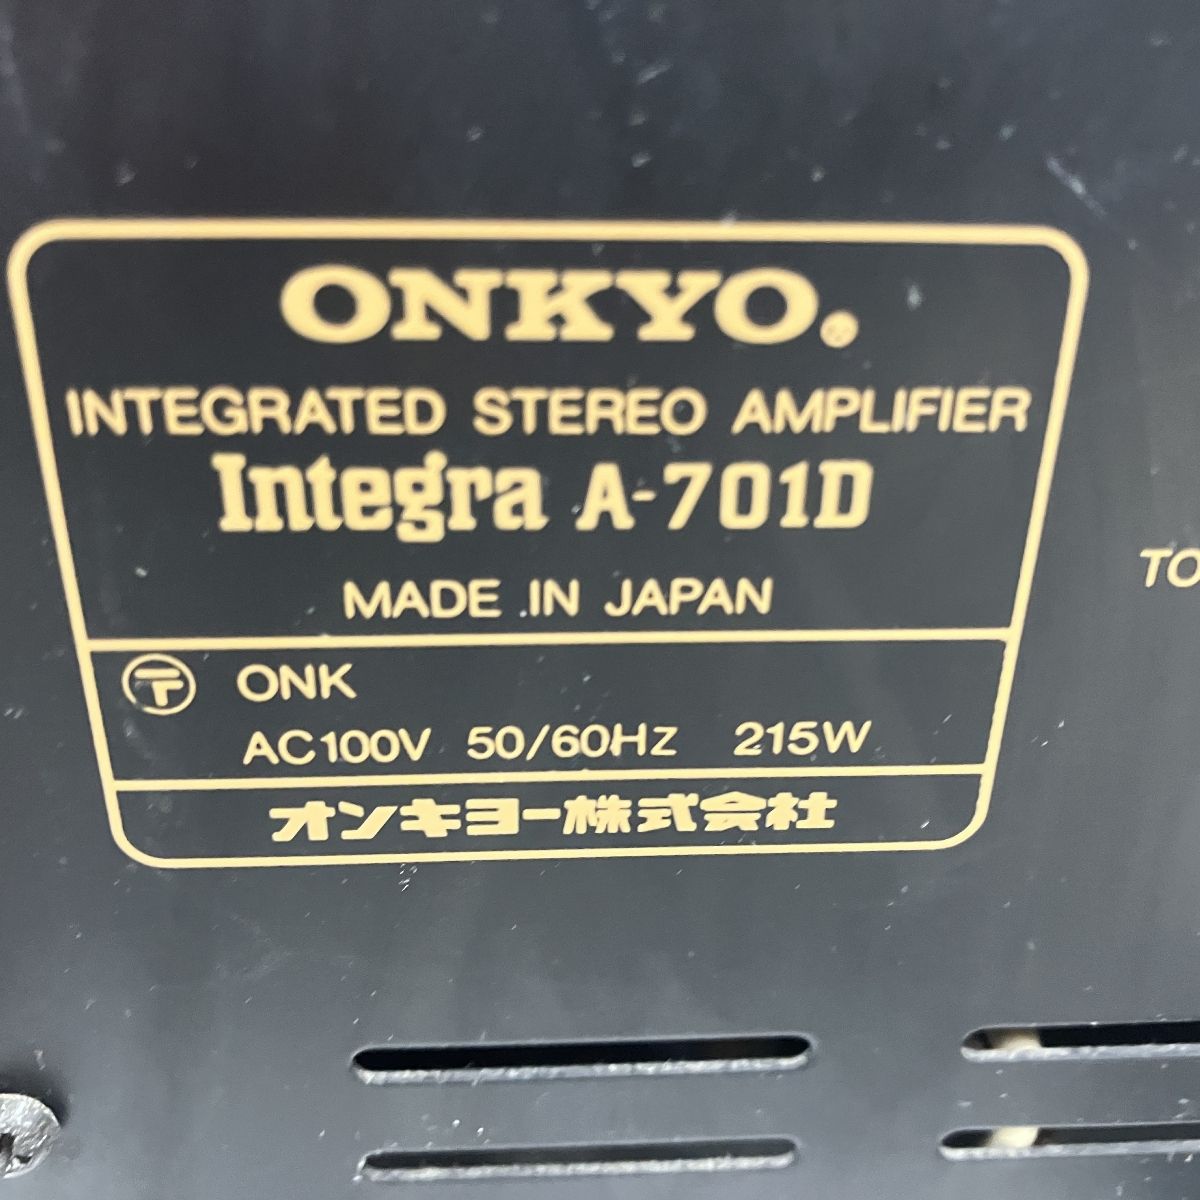 ONKYO®
INTEGRATED STEREO AMPLIFIER
Integra A-701D
MADE IN JAPAN
〒 ONK
AC100V 50/60Hz 215W
オンキヨー株式会社
TO